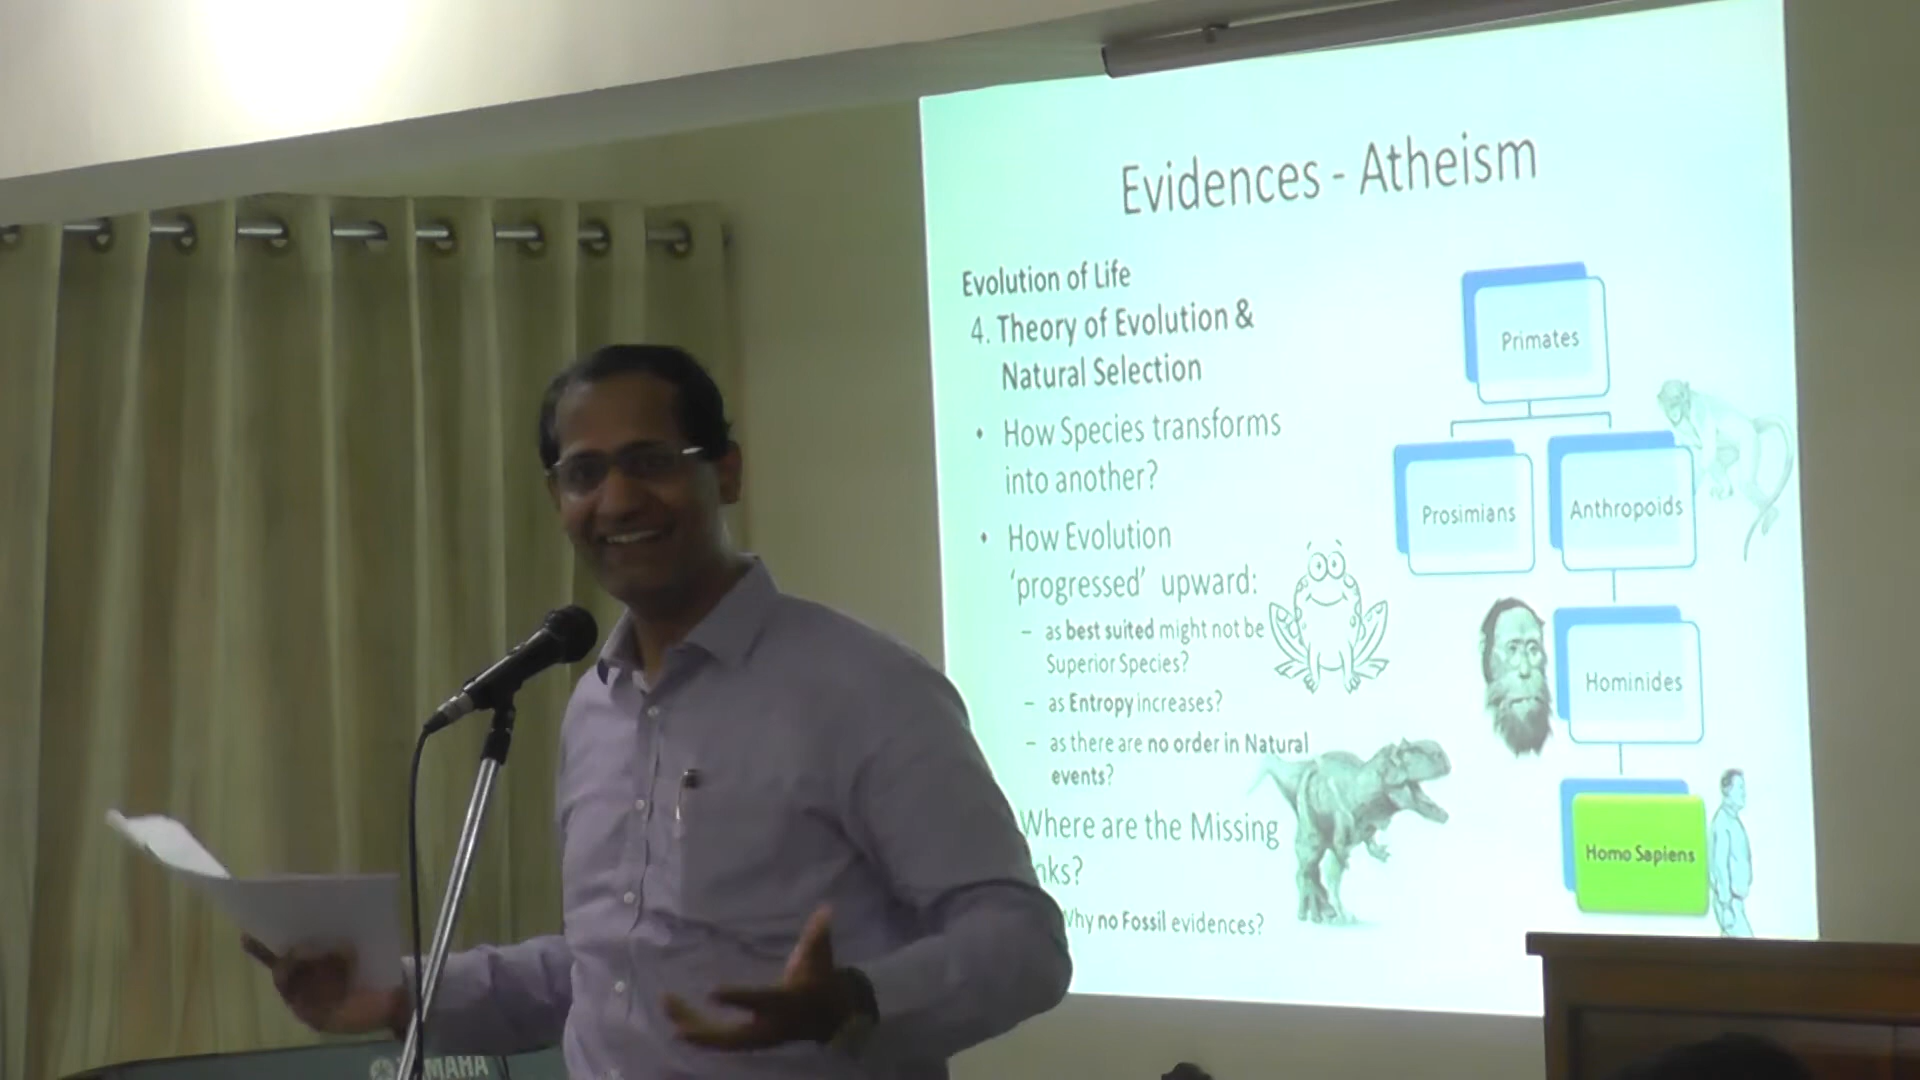 Evidences - Atheism
Evolution of Life
4. Theory of Evolution &
Natural Selection
• How Species transforms
into another?
• How Evolution
'progressed' upward:
– as best suited might not be
Superior Species?
– as Entropy increases?
– as there are no order in Natural
events?
Where are the Missing
nks?
Why no Fossil evidences?
Primates
Prosimians
Anthropoids
Hominides
Homo Sapiens
YAMAHA